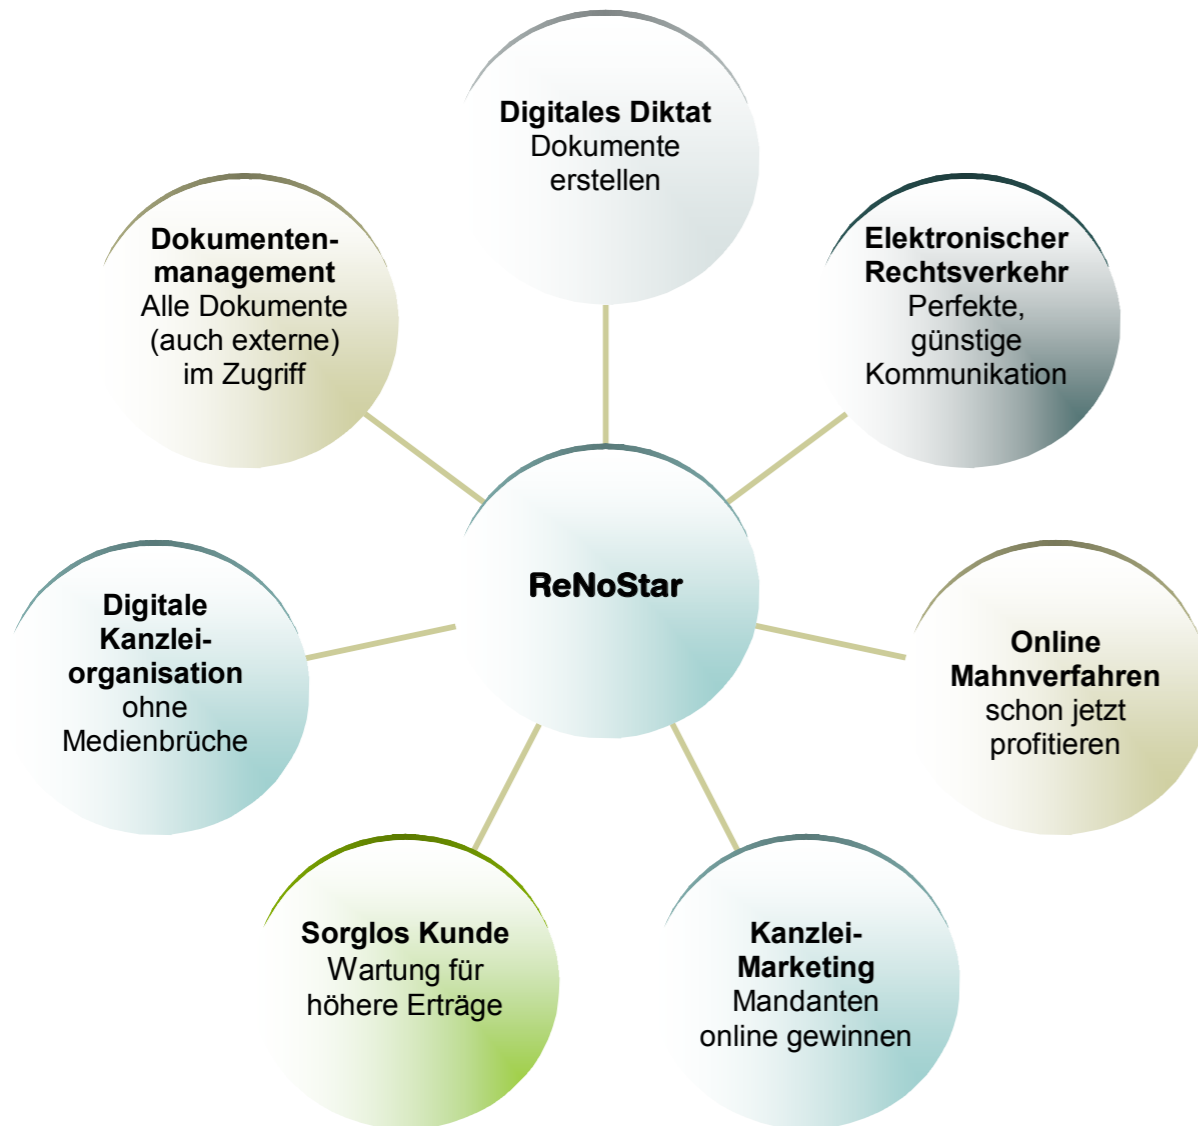 Digitales Diktat
Dokumente
erstellen
Elektronischer
Rechtsverkehr
Perfekte,
günstige
Kommunikation
Online
Mahnverfahren
schon jetzt
profitieren
Kanzlei-
Marketing
Mandanten
online gewinnen
Sorglos Kunde
Wartung für
höhere Erträge
Digitale
Kanzlei-
organisation
ohne
Medienbrüche
Dokumenten-
management
Alle Dokumente
(auch externe)
im Zugriff
ReNoStar